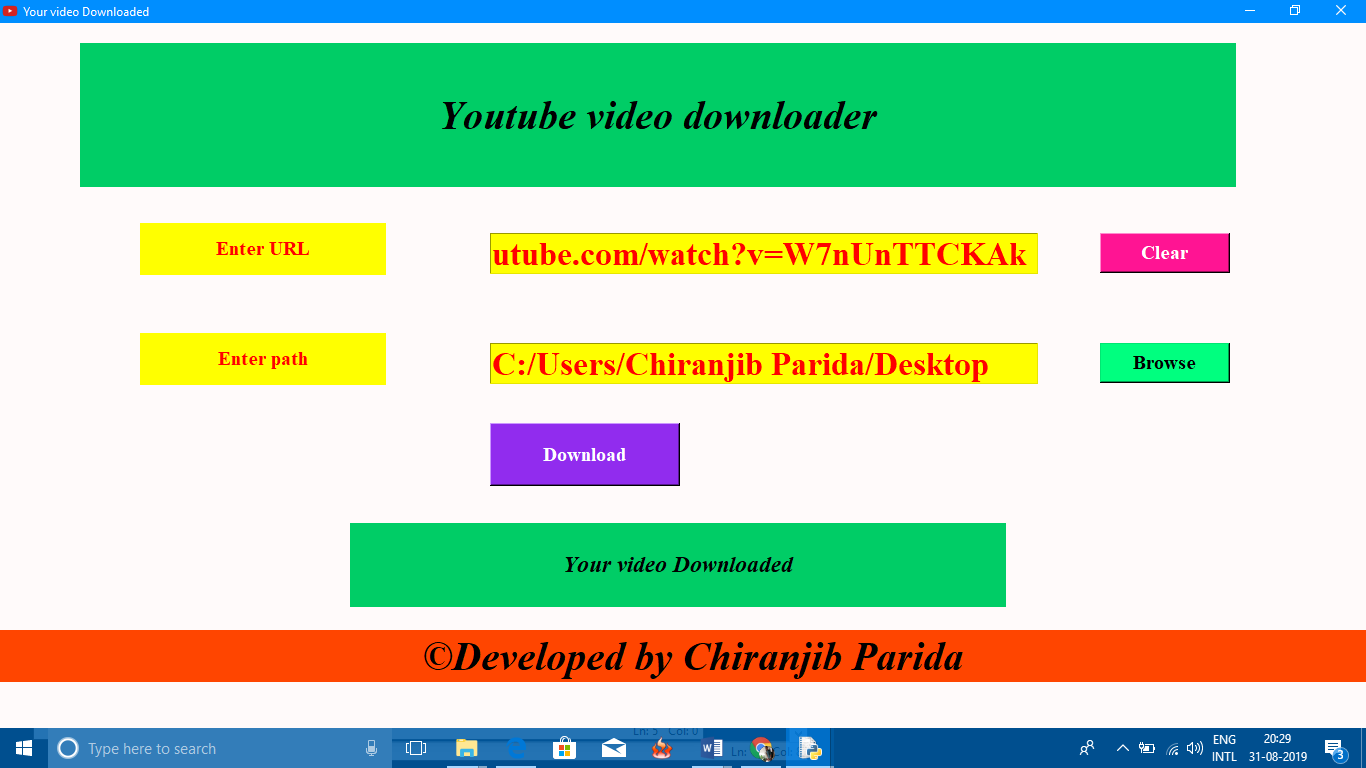 Your video Downloaded
Youtube video downloader
Enter URL
utube.com/watch?v=W7nUnTTCKAk
Clear
Enter path
C:/Users/Chiranjib Parida/Desktop
Browse
Download
Your video Downloaded
©Developed by Chiranjib Parida
Ln: 5 Col: 0
Type here to search
Ln: Col:
ENG
INTL
20:29
31-08-2019
3